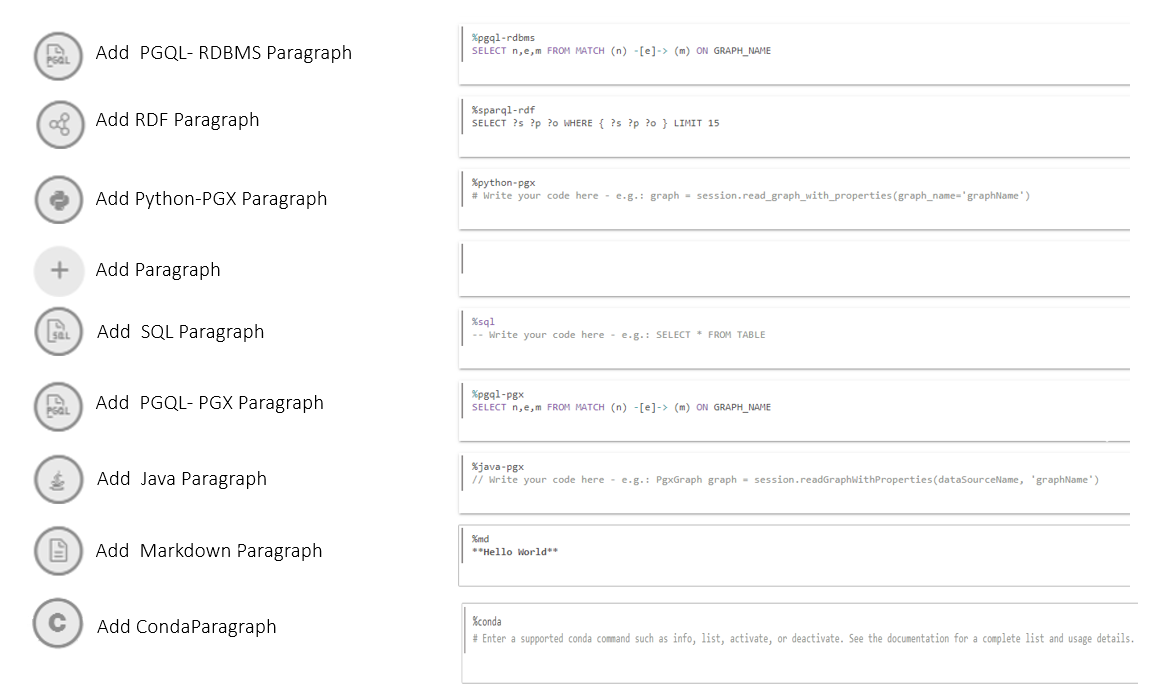 PGQL
Add PGQL- RDBMS Paragraph
%pgql-rdbms
SELECT n,e,m FROM MATCH (n) -[e]-> (m) ON GRAPH_NAME
Add RDF Paragraph
%sparql-rdf
SELECT ?s ?p ?o WHERE { ?s ?p ?o } LIMIT 15
Add Python-PGX Paragraph
%python-pgx
# Write your code here - e.g.: graph = session.read_graph_with_properties(graph_name='graphName')
+
Add Paragraph
SQL
Add SQL Paragraph
%sql
-- Write your code here - e.g.: SELECT * FROM TABLE
PGQL
Add PGQL- PGX Paragraph
%pgql-pgx
SELECT n,e,m FROM MATCH (n) -[e]-> (m) ON GRAPH_NAME
Add Java Paragraph
%java-pgx
// Write your code here - e.g.: PgxGraph graph = session.readGraphWithProperties(dataSourceName, 'graphName')
Add Markdown Paragraph
%md
**Hello World**
C
Add CondaParagraph
%conda
# Enter a supported conda command such as info, list, activate, or deactivate. See the documentation for a complete list and usage details.